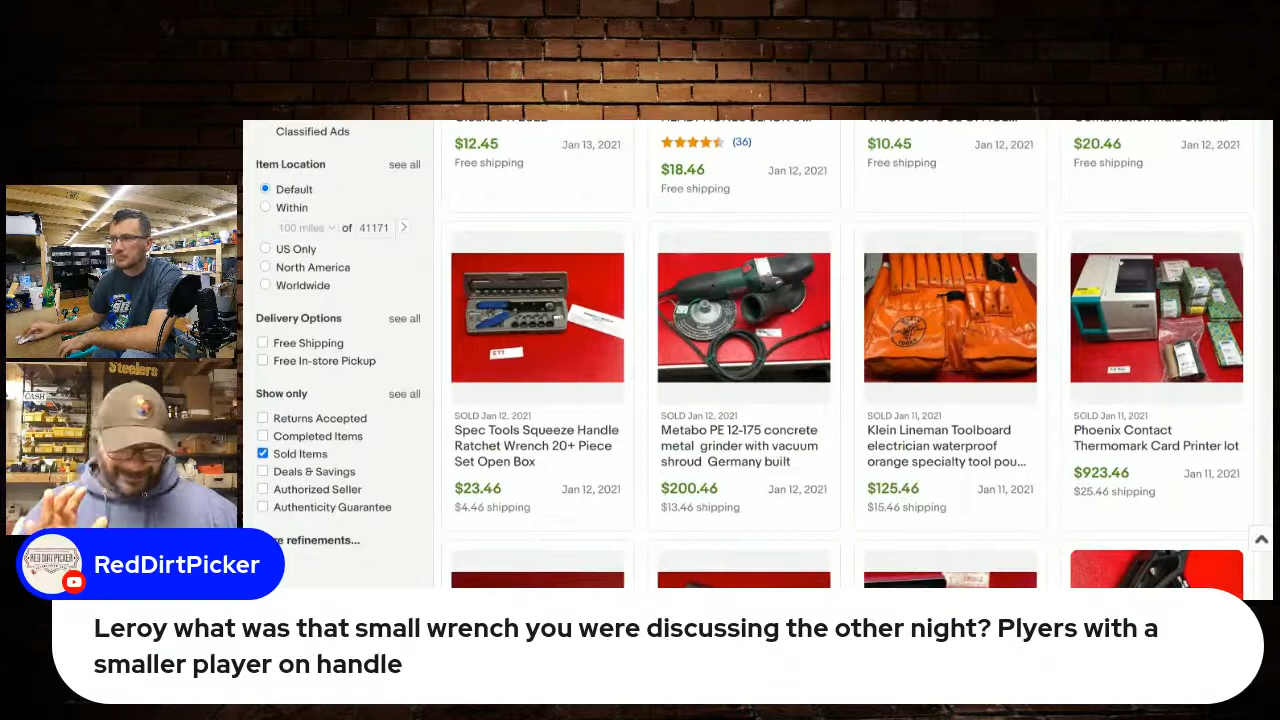 Classified Ads
Item Location see all
Default
Within
100 miles of 41171
US Only
North America
Worldwide
Delivery Options see all
Free Shipping
Free In-store Pickup
Show only see all
Returns Accepted
Completed Items
Sold Items
Deals & Savings
Authorized Seller
Authenticity Guarantee
refinements...
$12.45 Jan 13, 2021
Free shipping
(36)
$18.46 Jan 12, 2021
Free shipping
$10.45 Jan 12, 2021
Free shipping
$20.46 Jan 12, 2021
Free shipping
SOLD Jan 12, 2021
Spec Tools Squeeze Handle
Ratchet Wrench 20+ Piece
Set Open Box
$23.46 Jan 12, 2021
$4.46 shipping
SOLD Jan 12, 2021
Metabo PE 12-175 concrete
metal grinder with vacuum
shroud Germany built
$200.46 Jan 12, 2021
$13.46 shipping
KLEIN
TOOLS
SOLD Jan 11, 2021
Klein Lineman Toolboard
electrician waterproof
orange specialty tool pou...
$125.46 Jan 11, 2021
$15.46 shipping
SOLD Jan 11, 2021
Phoenix Contact
Thermomark Card Printer lot
$923.46 Jan 11, 2021
$25.46 shipping
Steelers
CASH
RED DIRT PICKER
RedDirtPicker
Leroy what was that small wrench you were discussing the other night? Plyers with a
smaller player on handle